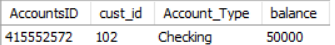 AccountsID cust_id Account_Type balance
415552572 102 Checking 50000